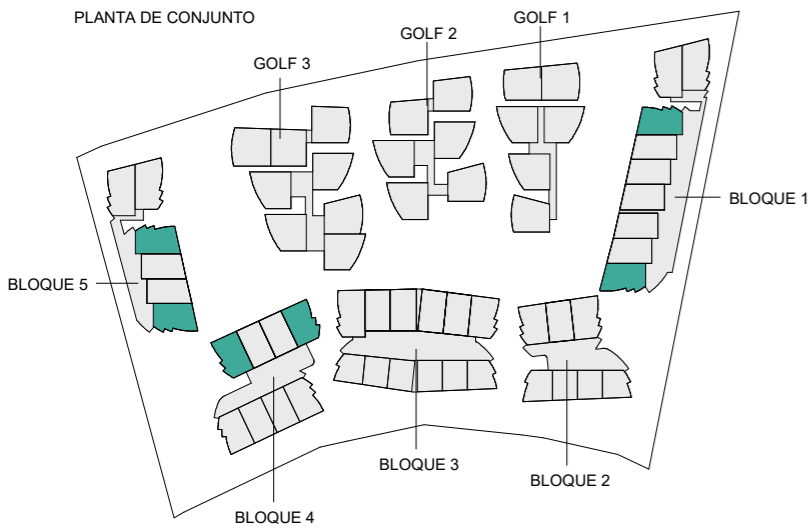 PLANTA DE CONJUNTO
GOLF 1
GOLF 2
GOLF 3
BLOQUE 1
BLOQUE 5
BLOQUE 3
BLOQUE 2
BLOQUE 4